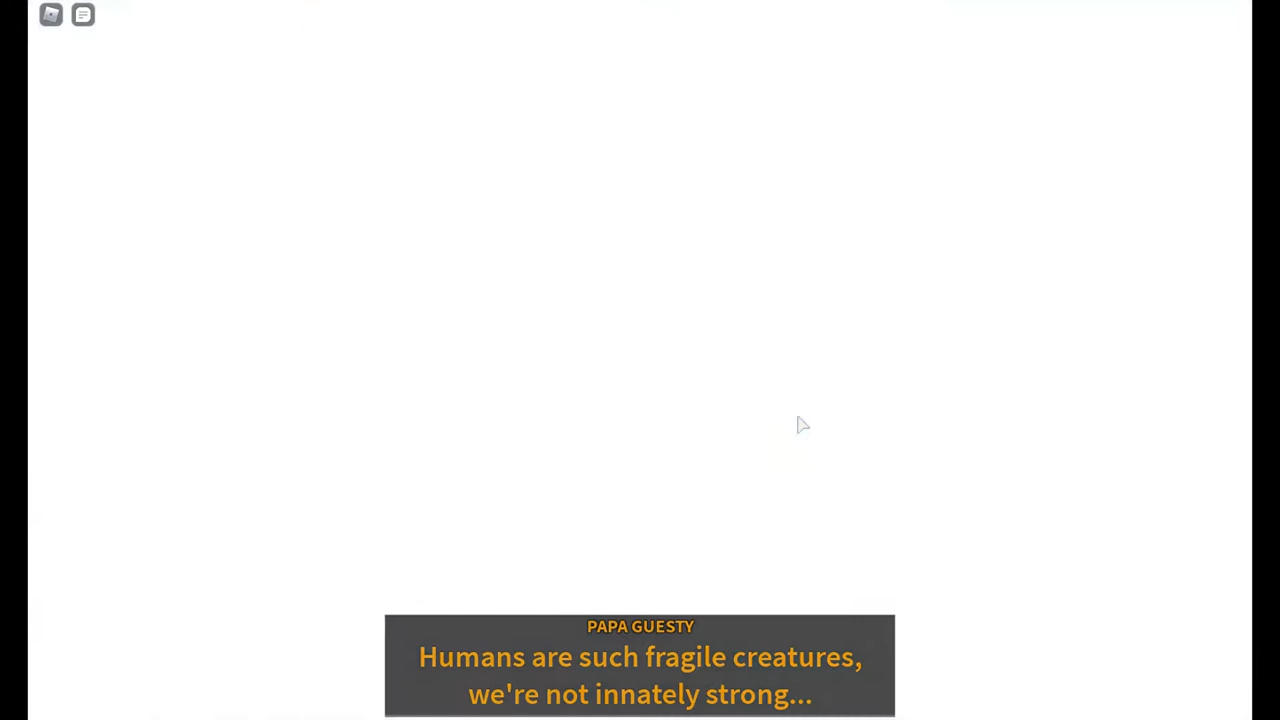 PAPA GUESTY
Humans are such fragile creatures,
we're not innately strong...